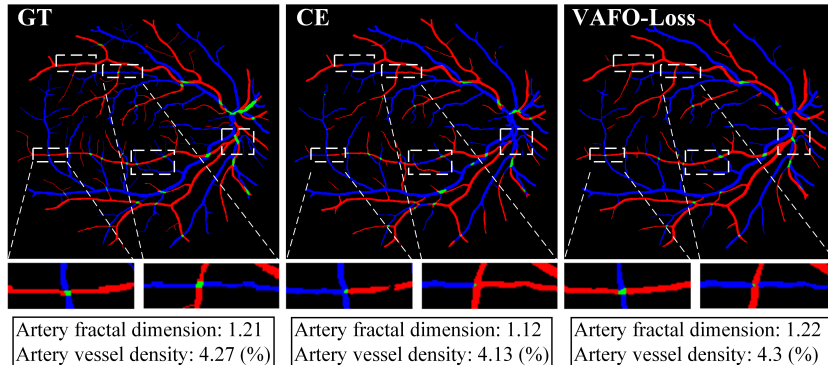 GT
CE
VAFO-Loss
Artery fractal dimension: 1.21
Artery vessel density: 4.27 (%)
Artery fractal dimension: 1.12
Artery vessel density: 4.13 (%)
Artery fractal dimension: 1.22
Artery vessel density: 4.3 (%)